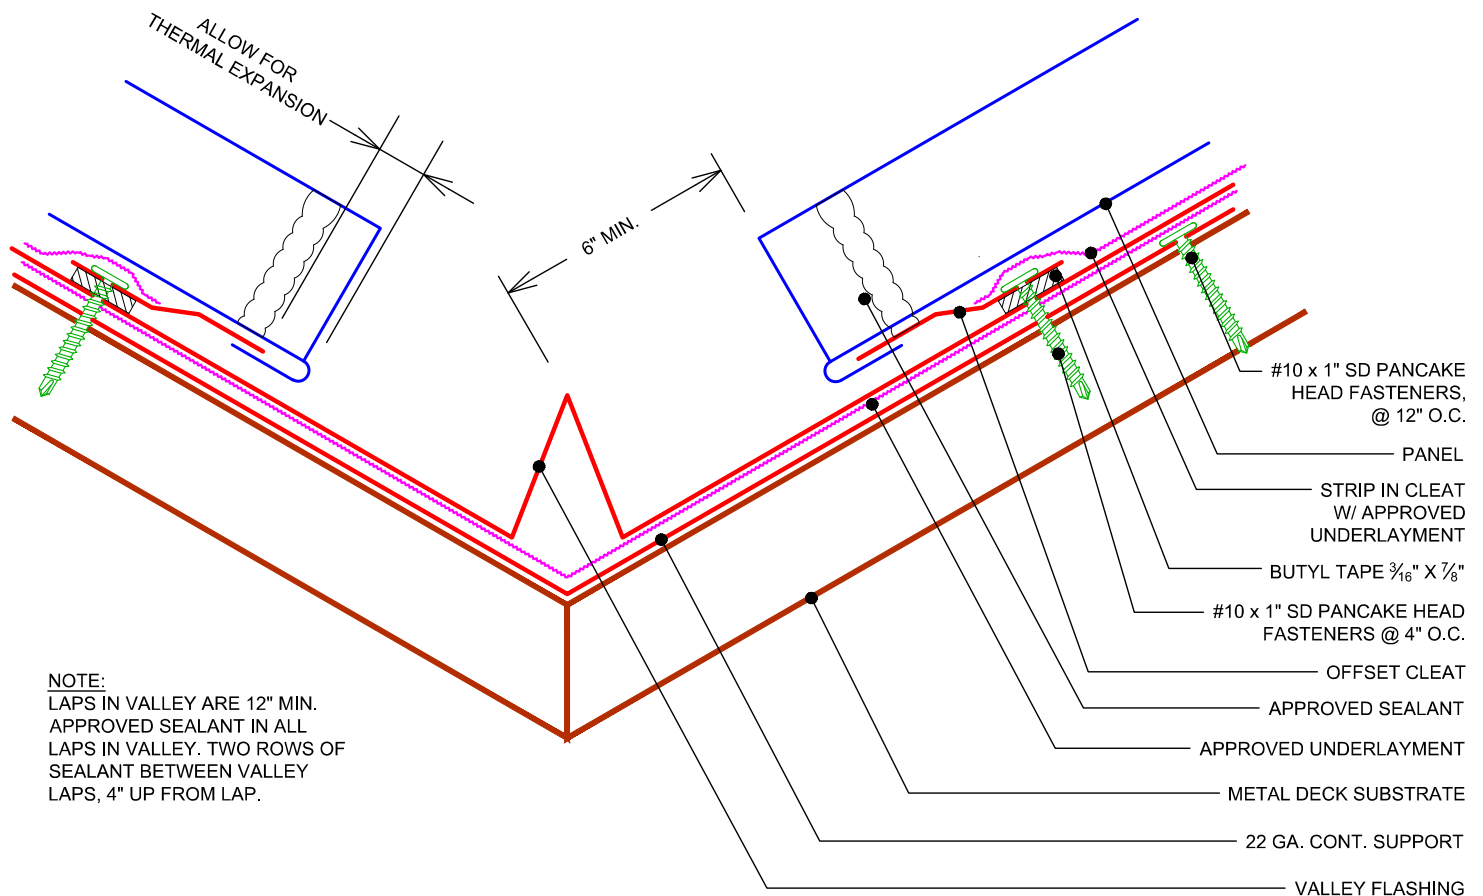 ALLOW FOR
THERMAL EXPANSION
6" MIN.
#10 x 1" SD PANCAKE
HEAD FASTENERS,
@ 12" O.C.
PANEL
STRIP IN CLEAT
W/ APPROVED
UNDERLAYMENT
BUTYL TAPE 3/16" X 7/8"
#10 x 1" SD PANCAKE HEAD
FASTENERS @ 4" O.C.
OFFSET CLEAT
APPROVED SEALANT
APPROVED UNDERLAYMENT
METAL DECK SUBSTRATE
22 GA. CONT. SUPPORT
VALLEY FLASHING
NOTE:
LAPS IN VALLEY ARE 12" MIN.
APPROVED SEALANT IN ALL
LAPS IN VALLEY. TWO ROWS OF
SEALANT BETWEEN VALLEY
LAPS, 4" UP FROM LAP.